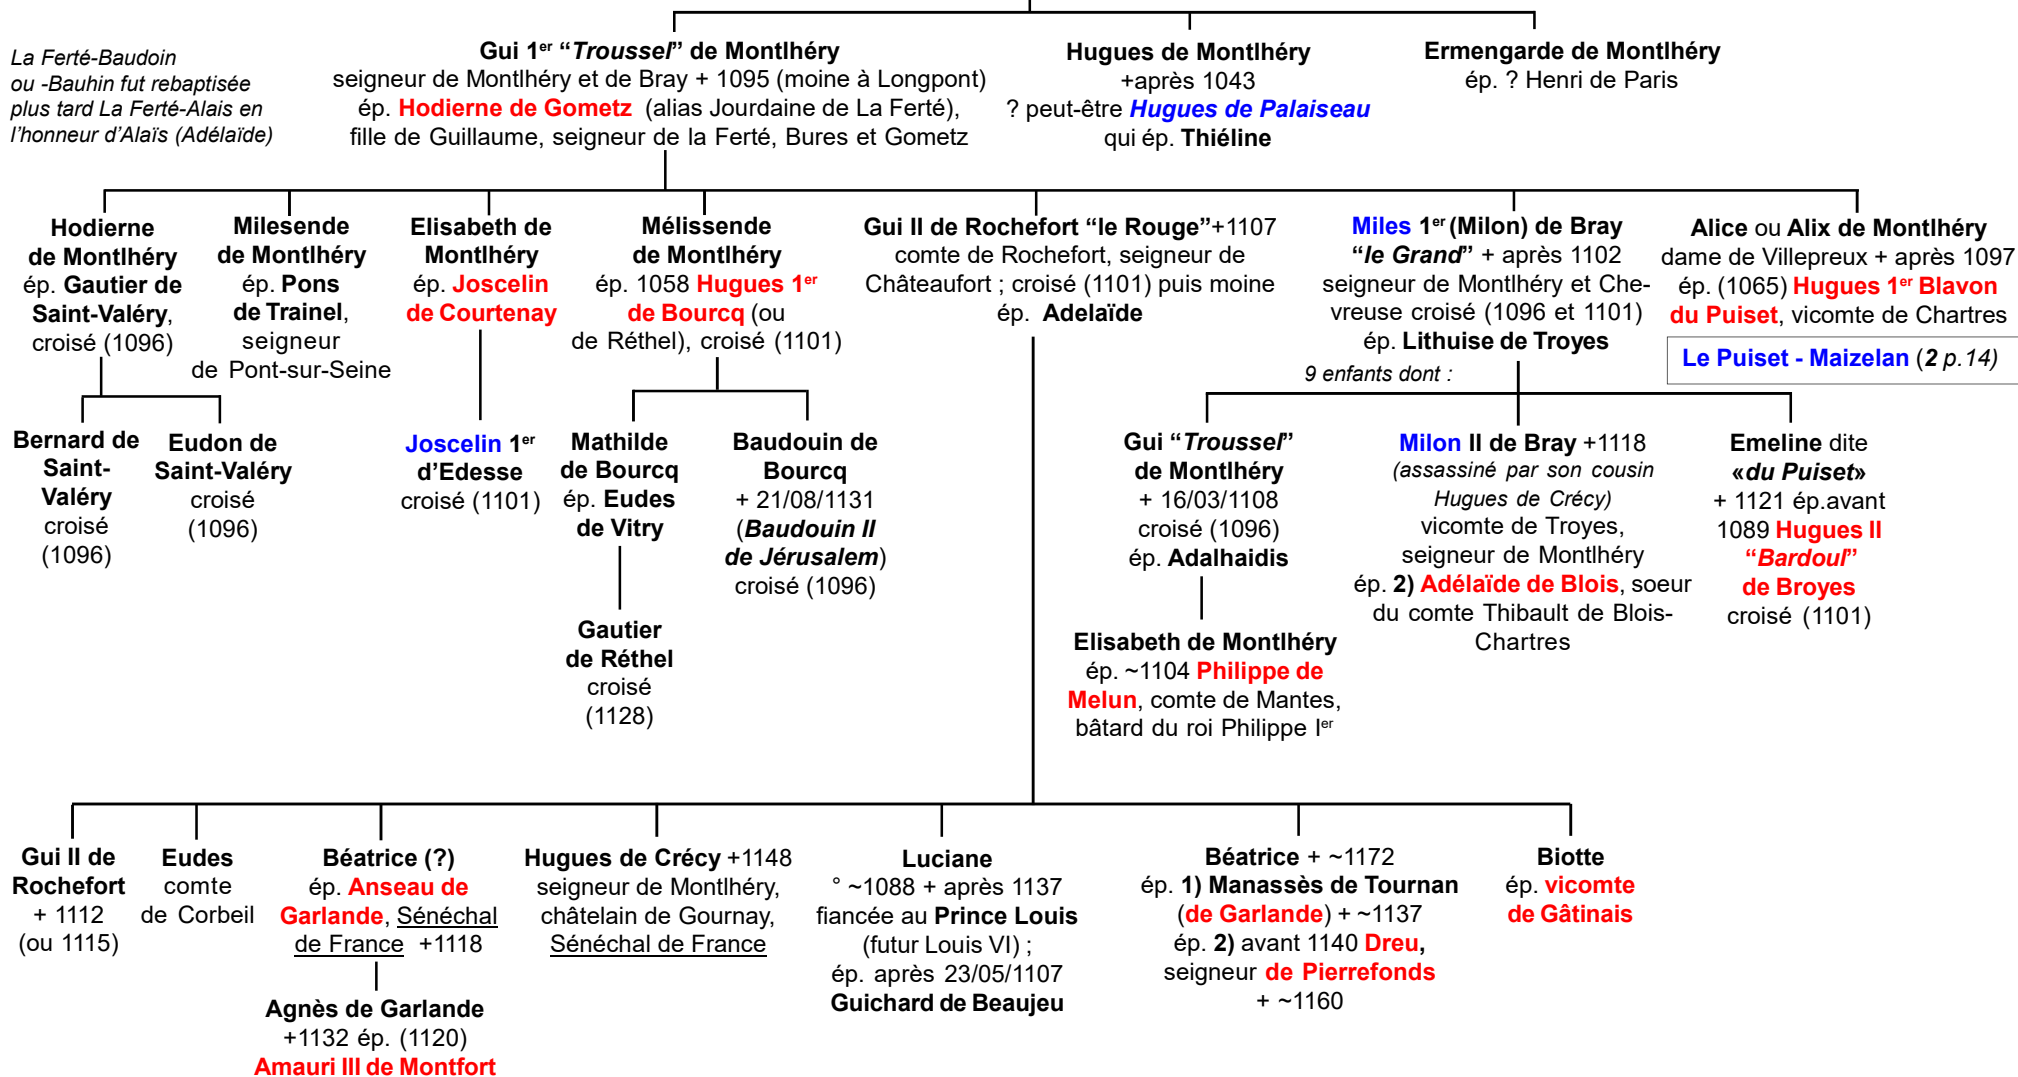 La Ferté-Baudoin
ou -Bauhin fut rebaptisée
plus tard La Ferté-Alais en
l’honneur d’Alaïs (Adélaïde)
Gui 1er “Troussel” de Montlhéry
seigneur de Montlhéry et de Bray + 1095 (moine à Longpont)
ép. Hodierne de Gometz (alias Jourdaine de La Ferté),
fille de Guillaume, seigneur de la Ferté, Bures et Gometz
Hugues de Montlhéry
+après 1043
? peut-être Hugues de Palaiseau
qui ép. Thiéline
Ermengarde de Montlhéry
ép. ? Henri de Paris
Hodierne
de Montlhéry
ép. Gautier de
Saint-Valéry,
croisé (1096)
Milesende
de Montlhéry
ép. Pons
de Trainel,
seigneur
de Pont-sur-Seine
Elisabeth de
Montlhéry
ép. Joscelin
de Courtenay
Mélissende
de Montlhéry
ép. 1058 Hugues 1er
de Bourcq (ou
de Réthel), croisé (1101)
Gui II de Rochefort “le Rouge”+1107
comte de Rochefort, seigneur de
Châteaufort ; croisé (1101) puis moine
ép. Adelaïde
Miles 1er (Milon) de Bray
“le Grand” + après 1102
seigneur de Montlhéry et Che-
vreuse croisé (1096 et 1101)
ép. Lithuise de Troyes
9 enfants dont :
Alice ou Alix de Montlhéry
dame de Villepreux + après 1097
ép. (1065) Hugues 1er Blavon
du Puiset, vicomte de Chartres
Le Puiset - Maizelan (2 p.14)
Bernard de
Saint-
Valéry
croisé
(1096)
Eudon de
Saint-Valéry
croisé
(1096)
Joscelin 1er
d’Edesse
croisé (1101)
Mathilde
de Bourcq
ép. Eudes
de Vitry
Baudouin de
Bourcq
+ 21/08/1131
(Baudouin II
de Jérusalem)
croisé (1096)
Gautier
de Réthel
croisé
(1128)
Gui “Troussel”
de Montlhéry
+ 16/03/1108
croisé (1096)
ép. Adalhaidis
Elisabeth de Montlhéry
ép. ~1104 Philippe de
Melun, comte de Mantes,
bâtard du roi Philippe Ier
Milon II de Bray +1118
(assassiné par son cousin
Hugues de Crécy)
vicomte de Troyes,
seigneur de Montlhéry
ép. 2) Adélaïde de Blois, soeur
du comte Thibault de Blois-
Chartres
Emeline dite
«du Puiset»
+ 1121 ép.avant
1089 Hugues II
“Bardoul”
de Broyes
croisé (1101)
Gui II de
Rochefort
+ 1112
(ou 1115)
Eudes
comte
de Corbeil
Béatrice (?)
ép. Anseau de
Garlande, Sénéchal
de France +1118
Agnès de Garlande
+1132 ép. (1120)
Amauri III de Montfort
Hugues de Crécy +1148
seigneur de Montlhéry,
châtelain de Gournay,
Sénéchal de France
Luciane
° ~1088 + après 1137
fiancée au Prince Louis
(futur Louis VI) ;
ép. après 23/05/1107
Guichard de Beaujeu
Béatrice + ~1172
ép. 1) Manassès de Tournan
(de Garlande) + ~1137
ép. 2) avant 1140 Dreu,
seigneur de Pierrefonds
+ ~1160
Biotte
ép. vicomte
de Gâtinais